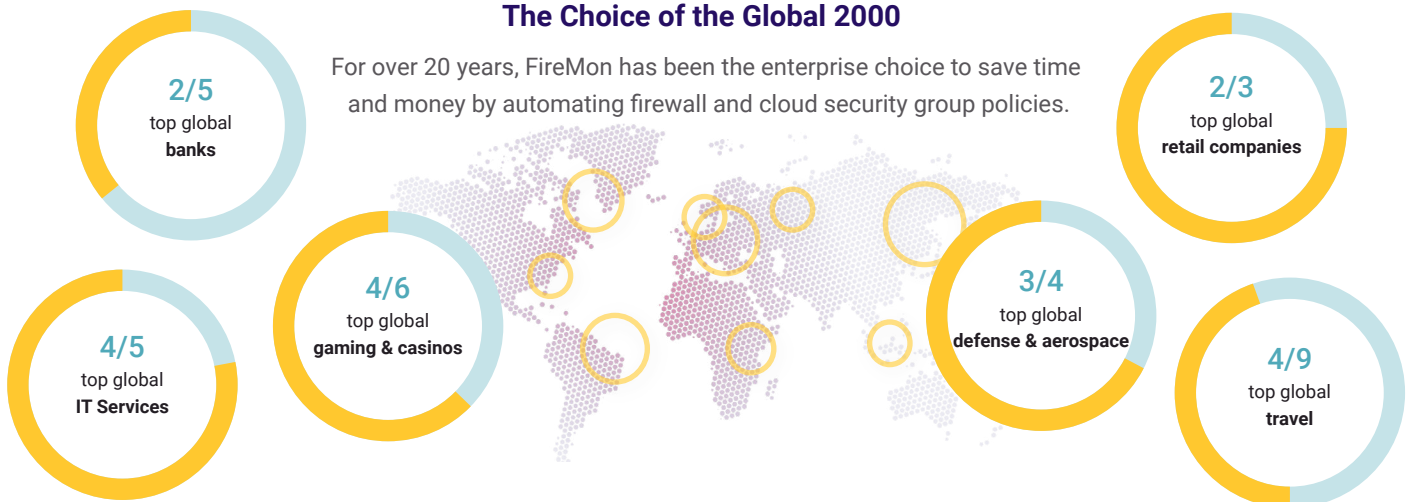 The Choice of the Global 2000
For over 20 years, FireMon has been the enterprise choice to save time
and money by automating firewall and cloud security group policies.
2/5
top global
banks
2/3
top global
retail companies
4/6
top global
gaming & casinos
3/4
top global
defense & aerospace
4/5
top global
IT Services
4/9
top global
travel